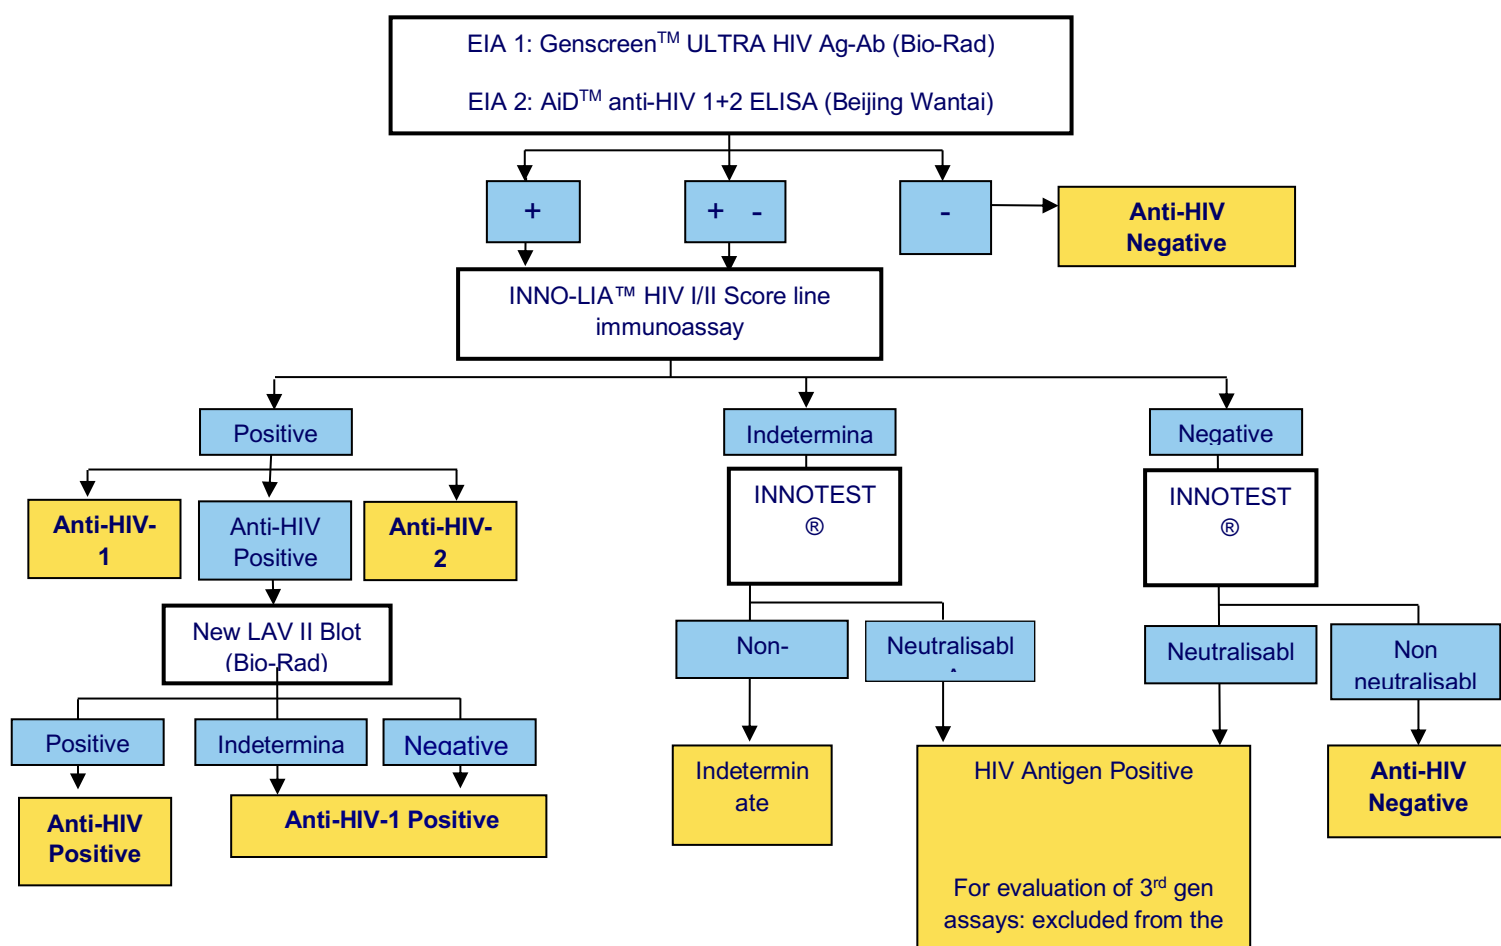 EIA 1: Genscreen™ ULTRA HIV Ag-Ab (Bio-Rad)
EIA 2: AiD™ anti-HIV 1+2 ELISA (Beijing Wantai)
+
+ -
-
Anti-HIV
Negative
INNO-LIA™ HIV I/II Score line
immunoassay
Positive
Indetermina
Negative
Anti-HIV-
1
Anti-HIV
Positive
Anti-HIV-
2
INNOTEST
®
INNOTEST
®
New LAV II Blot
(Bio-Rad)
Non-
Neutralisabl
Neutralisabl
Non
neutralisabl
Positive
Indetermina
Negative
Indetermin
ate
HIV Antigen Positive
Anti-HIV
Negative
Anti-HIV
Positive
Anti-HIV-1 Positive
For evaluation of 3rd gen
assays: excluded from the